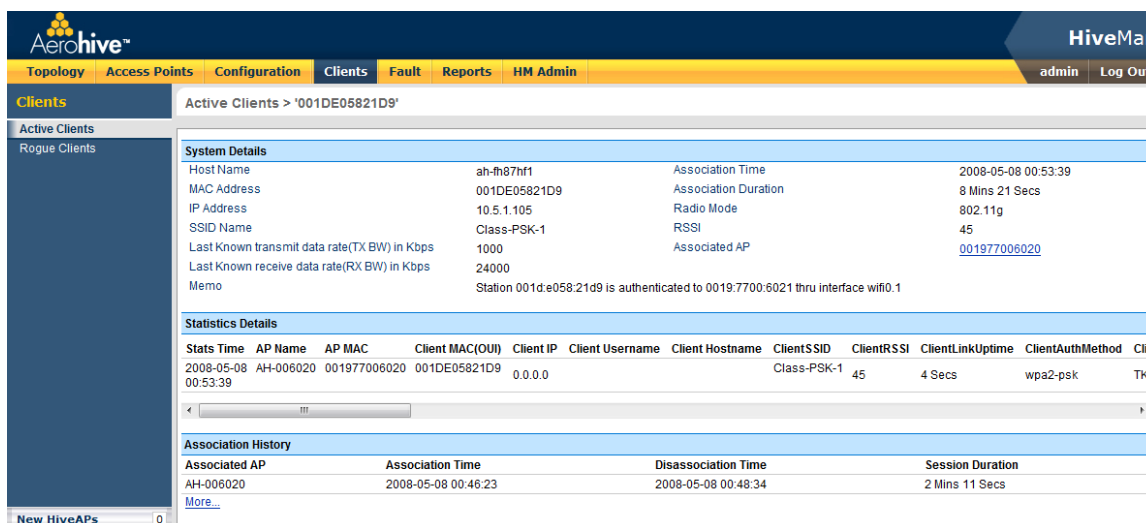 Aerohive™
HiveMa
Topology Access Points Configuration Clients Fault Reports HM Admin admin Log Ou
Clients
Active Clients > '001DE05821D9'
Active Clients
Rogue Clients
System Details
Host Name ah-fh87hf1 Association Time 2008-05-08 00:53:39
MAC Address 001DE05821D9 Association Duration 8 Mins 21 Secs
IP Address 10.5.1.105 Radio Mode 802.11g
SSID Name Class-PSK-1 RSSI 45
Last Known transmit data rate(TX BW) in Kbps 1000 Associated AP 001977006020
Last Known receive data rate(RX BW) in Kbps 24000
Memo Station 001d:e058:21d9 is authenticated to 0019:7700:6021 thru interface wifi0.1
Statistics Details
Stats Time AP Name AP MAC Client MAC(OUI) Client IP Client Username Client Hostname ClientSSID ClientRSSI ClientLinkUptime ClientAuthMethod Cli
2008-05-08 AH-006020 001977006020 001DE05821D9 0.0.0.0 Class-PSK-1 45 4 Secs wpa2-psk TK
00:53:39
Association History
Associated AP Association Time Disassociation Time Session Duration
AH-006020 2008-05-08 00:46:23 2008-05-08 00:48:34 2 Mins 11 Secs
More...
New HiveAPs 0